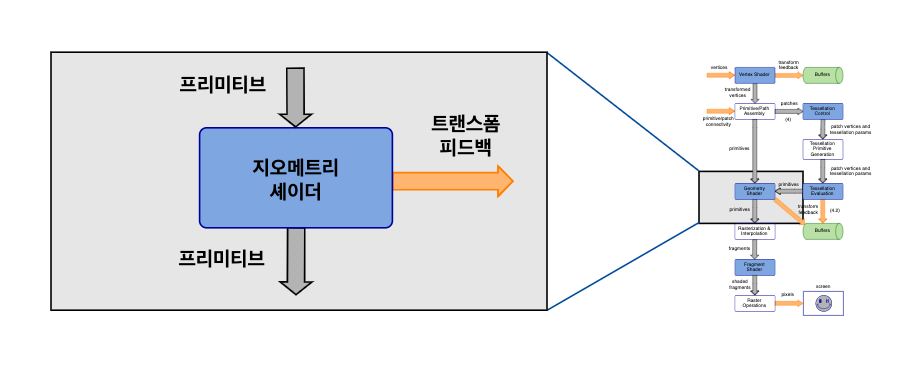 프리미티브
지오메트리
셰이더
트랜스폼
피드백
프리미티브
vertices
Vertex Shader
transform
feedback
Buffers
transformed
vertices
primitive/patch
connectivity
Primitive/Path
Assembly
patches
(4)
Tessellation
Control
patch vertices and
tessellation params
primitives
Tessellation
Primitive
Generation
patch vertices and
tessellation params
Geometry
Shader
primitives
Tessellation
Evaluation
primitives
transform
feedback
(4.0)
Buffers
Rasterization &
Interpolation
fragments
Fragment
Shader
shaded
fragments
Raster
Operations
pixels
screen